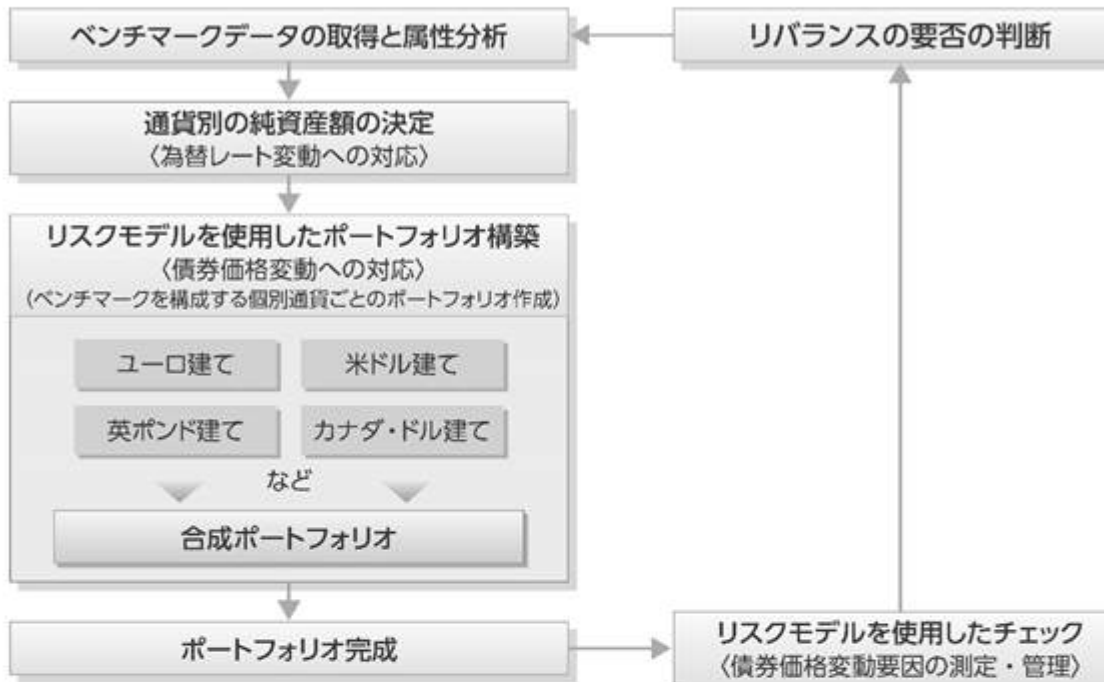 ベンチマークデータの取得と属性分析
リバランスの要否の判断
通貨別の純資産額の決定
〈為替レート変動への対応〉
リスクモデルを使用したポートフォリオ構築
〈債券価格変動への対応〉
(ベンチマークを構成する個別通貨ごとのポートフォリオ作成)
ユーロ建て
米ドル建て
英ポンド建て
カナダ・ドル建て
など
合成ポートフォリオ
ポートフォリオ完成
リスクモデルを使用したチェック
〈債券価格変動要因の測定・管理〉